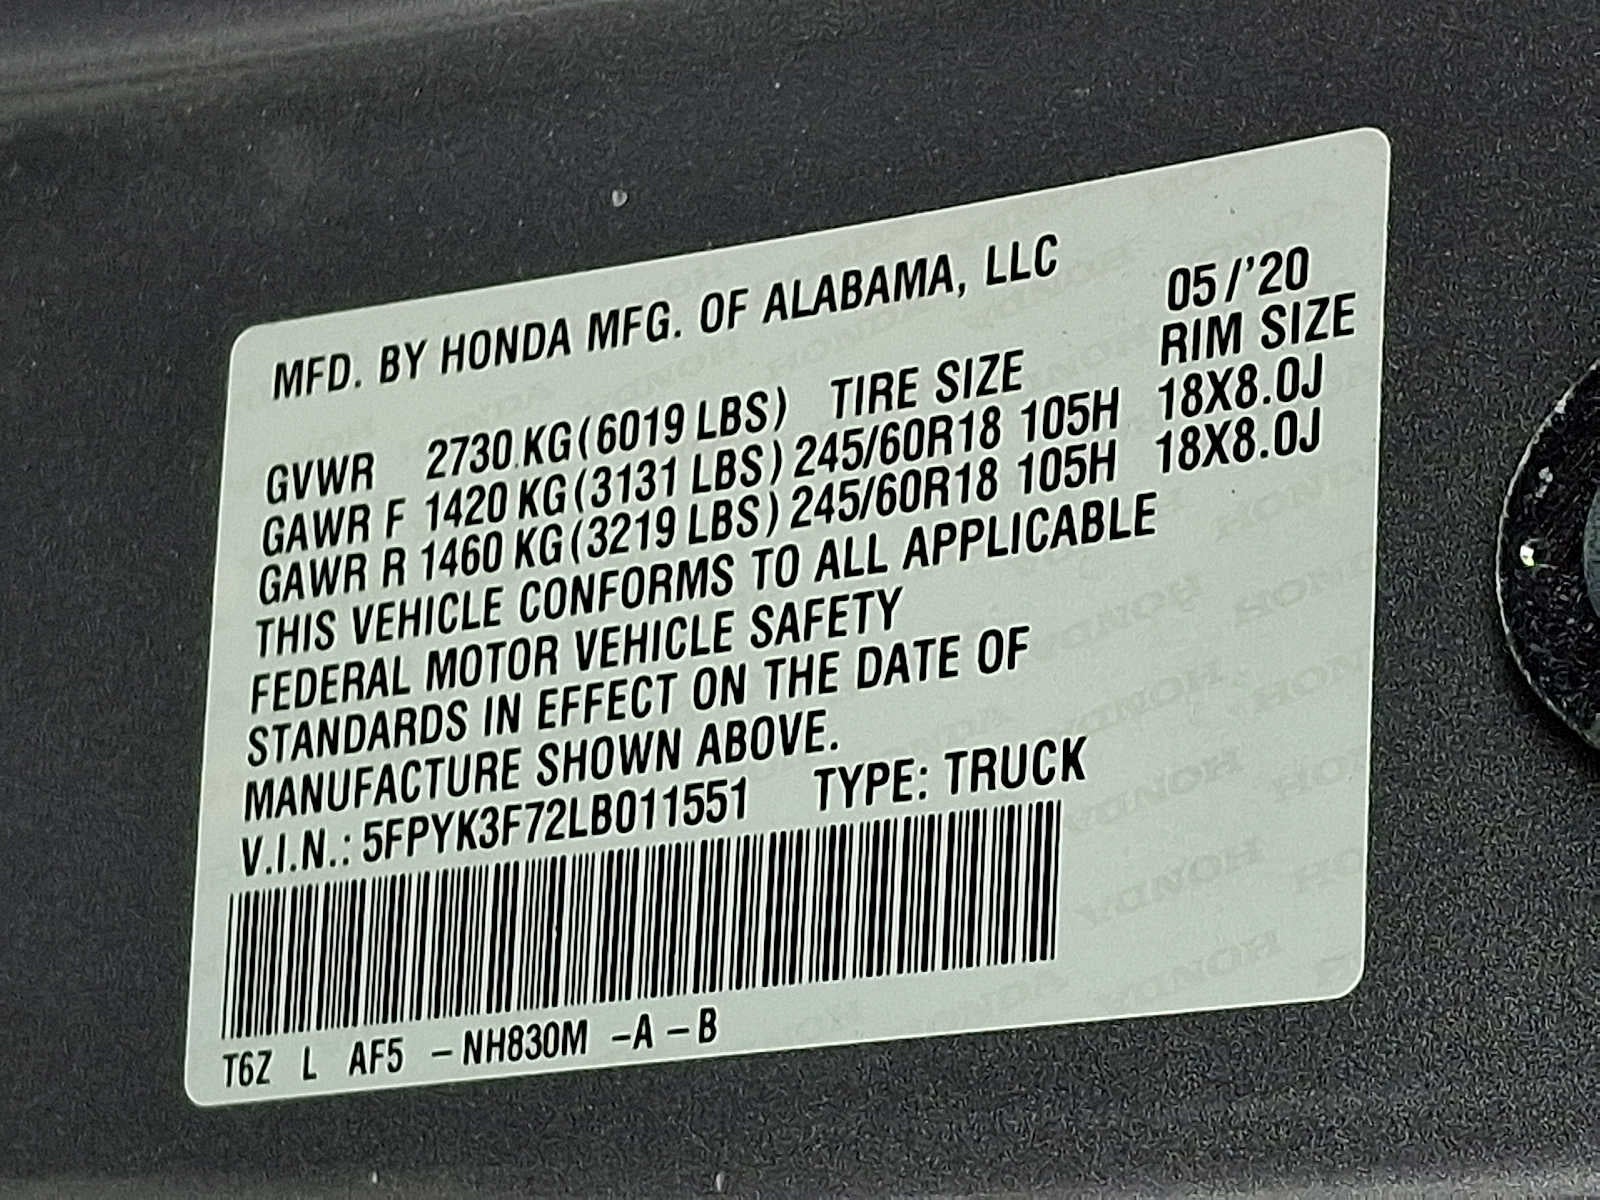 MFD. BY HONDA MFG. OF ALABAMA, LLC 05/'20
GVWR 2730 KG(6019 LBS) TIRE SIZE RIM SIZE
GAWR F 1420 KG(3131 LBS) 245/60R18 105H 18X8.0J
GAWR R 1460 KG(3219 LBS) 245/60R18 105H 18X8.0J
THIS VEHICLE CONFORMS TO ALL APPLICABLE
FEDERAL MOTOR VEHICLE SAFETY
STANDARDS IN EFFECT ON THE DATE OF
MANUFACTURE SHOWN ABOVE.
V.I.N.: 5FPYK3F72LB011551 TYPE: TRUCK
T6Z L AF5 -NH830M -A -B